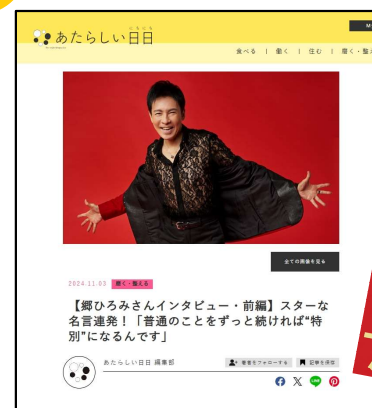 あたらしい日日
食べる | 働く | 住む | 磨く・整え
全ての画像を見る
2024.11.03 磨く・整える
【郷ひろみさんインタビュー・前編】スターな
名言連発！「普通のことをずっと続ければ“特
別”になるんです」
あたらしい日日 編集部
著者をフォローする 記事を保存